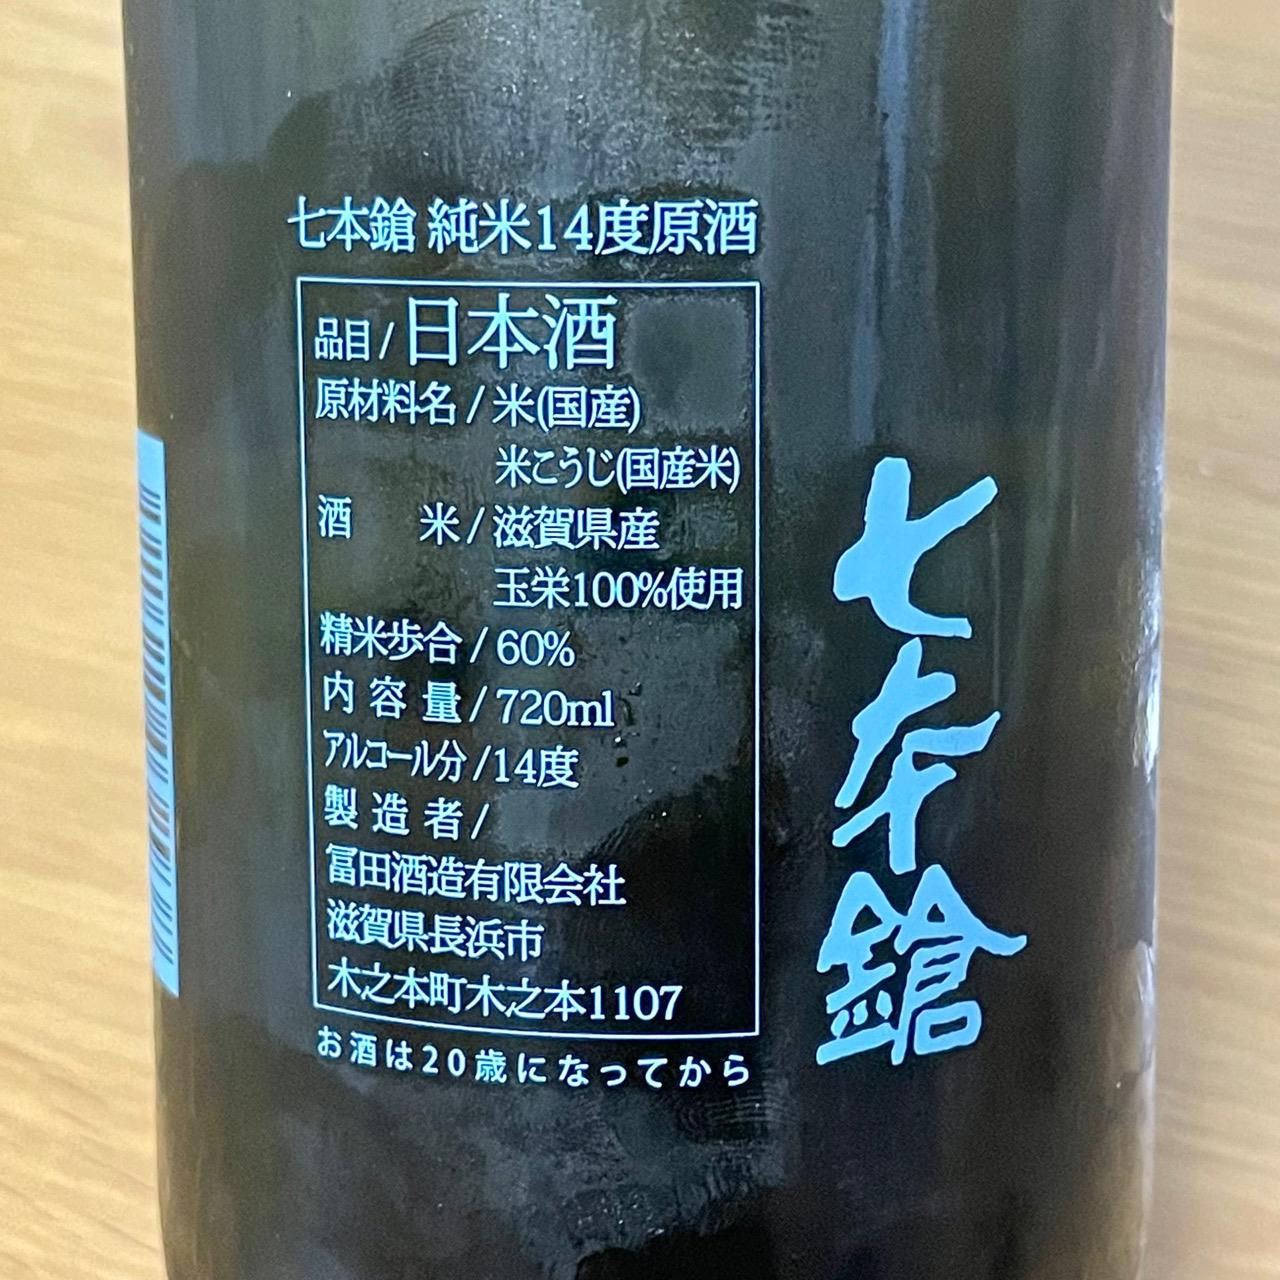 七本鎗 純米14度原酒
品目/日本酒
原材料名/米(国産)
米こうじ(国産米)
酒 米/滋賀県産
玉栄100%使用
精米歩合/60%
内容量/720ml
アルコール分/14度
製造者/
冨田酒造有限会社
滋賀県長浜市
木之本町木之本1107
お酒は20歳になってから
七本鎗